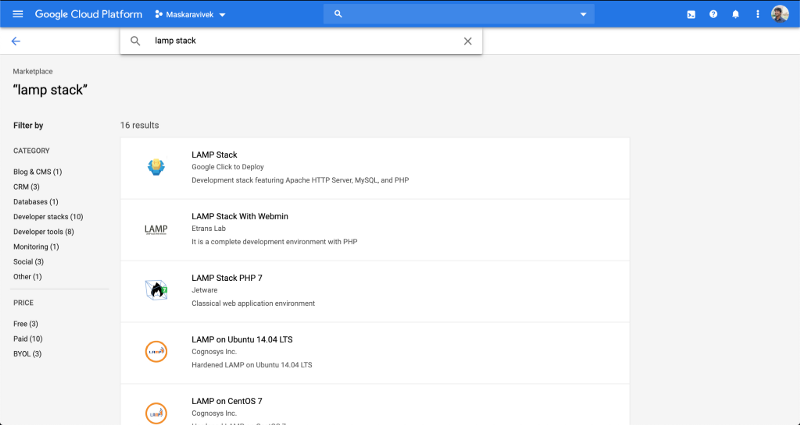 Google Cloud Platform
Maskaravivek
lamp stack
Marketplace
"lamp stack"
Filter by
16 results
CATEGORY
Blog & CMS (1)
CRM (3)
Databases (1)
Developer stacks (10)
Developer tools (8)
Monitoring (1)
Social (3)
Other (1)
PRICE
Free (3)
Paid (10)
BYOL (3)
LAMP Stack
Google Click to Deploy
Development stack featuring Apache HTTP Server, MySQL, and PHP
LAMP
LAMP Stack With Webmin
Etrans Lab
It is a complete development environment with PHP
LAMP Stack PHP 7
Jetware
Classical web application environment
LAMP on Ubuntu 14.04 LTS
Cognosys Inc.
Hardened LAMP on Ubuntu 14.04 LTS
LAMP on CentOS 7
Cognosys Inc.